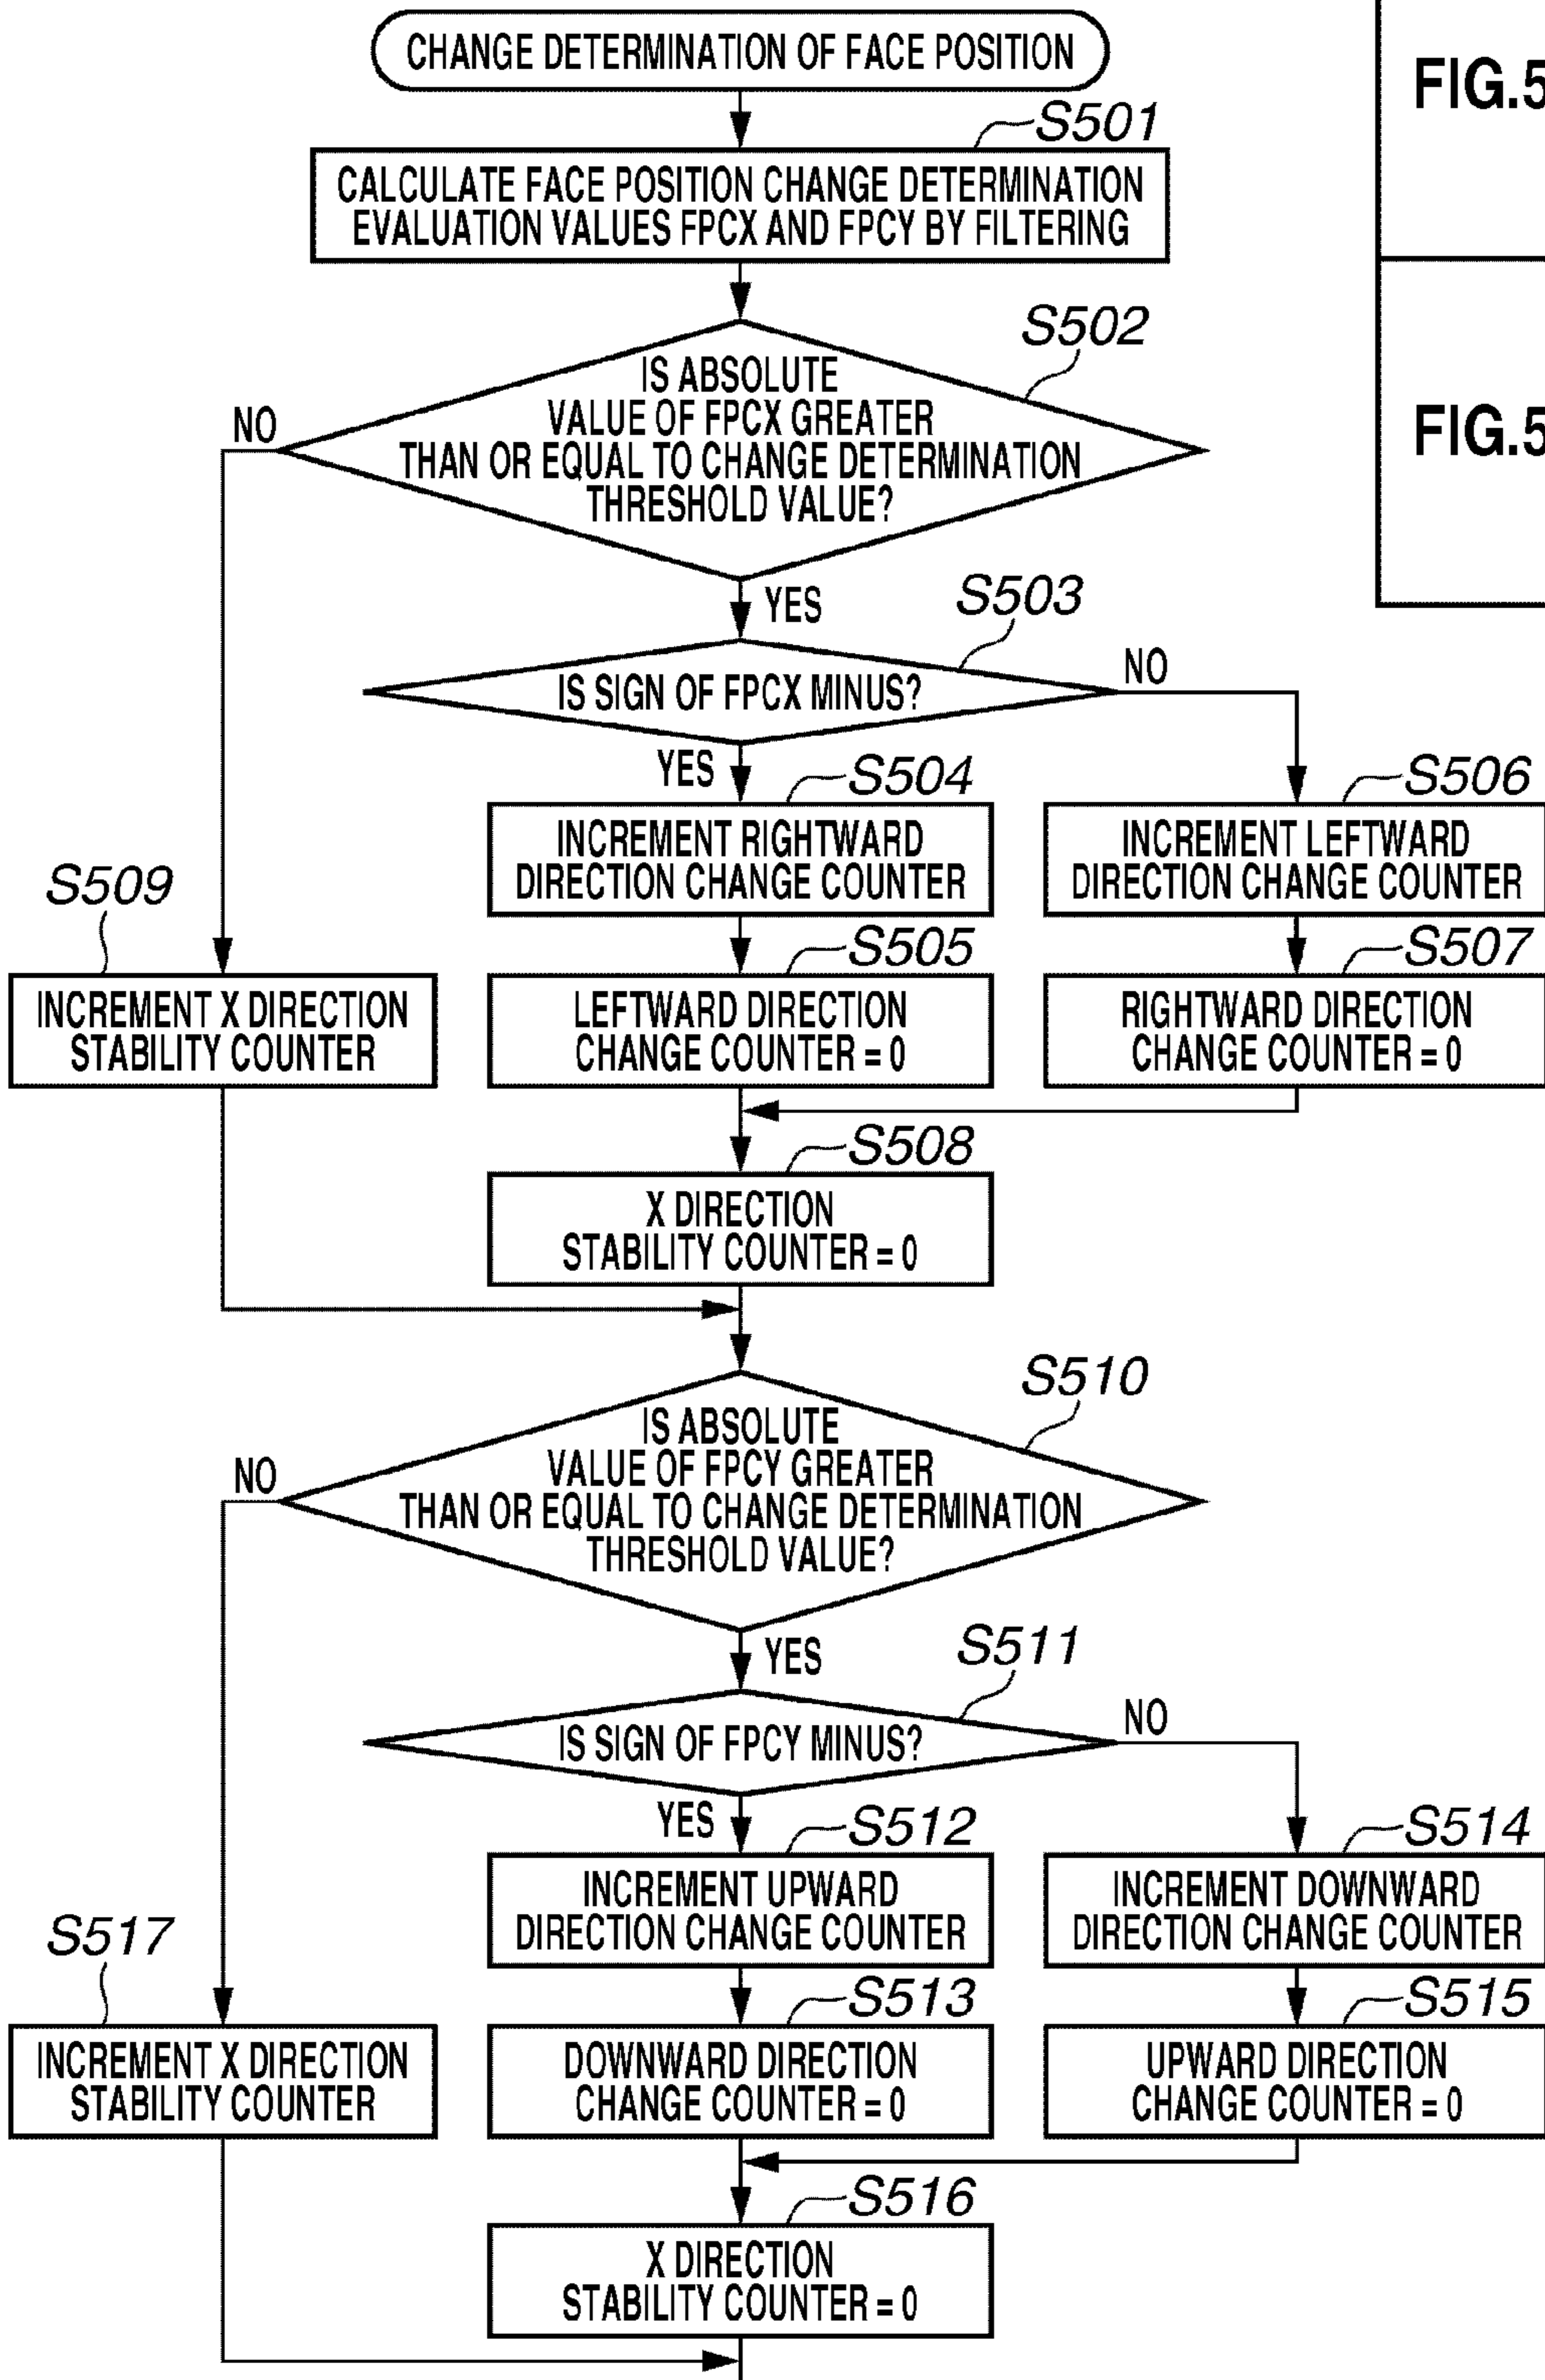 CHANGE DETERMINATION OF FACE POSITION
FIG.5
FIG.5
S501
CALCULATE FACE POSITION CHANGE DETERMINATION
EVALUATION VALUES FPCX AND FPCY BY FILTERING
S502
IS ABSOLUTE
VALUE OF FPCX GREATER
THAN OR EQUAL TO CHANGE DETERMINATION
THRESHOLD VALUE?
NO
YES
S503
IS SIGN OF FPCX MINUS?
NO
YES
S504
INCREMENT RIGHTWARD
DIRECTION CHANGE COUNTER
S506
INCREMENT LEFTWARD
DIRECTION CHANGE COUNTER
S509
INCREMENT X DIRECTION
STABILITY COUNTER
S505
LEFTWARD DIRECTION
CHANGE COUNTER = 0
S507
RIGHTWARD DIRECTION
CHANGE COUNTER = 0
S508
X DIRECTION
STABILITY COUNTER = 0
S510
IS ABSOLUTE
VALUE OF FPCY GREATER
THAN OR EQUAL TO CHANGE DETERMINATION
THRESHOLD VALUE?
NO
YES
S511
IS SIGN OF FPCY MINUS?
NO
YES
S512
INCREMENT UPWARD
DIRECTION CHANGE COUNTER
S514
INCREMENT DOWNWARD
DIRECTION CHANGE COUNTER
S517
INCREMENT X DIRECTION
STABILITY COUNTER
S513
DOWNWARD DIRECTION
CHANGE COUNTER = 0
S515
UPWARD DIRECTION
CHANGE COUNTER = 0
S516
X DIRECTION
STABILITY COUNTER = 0